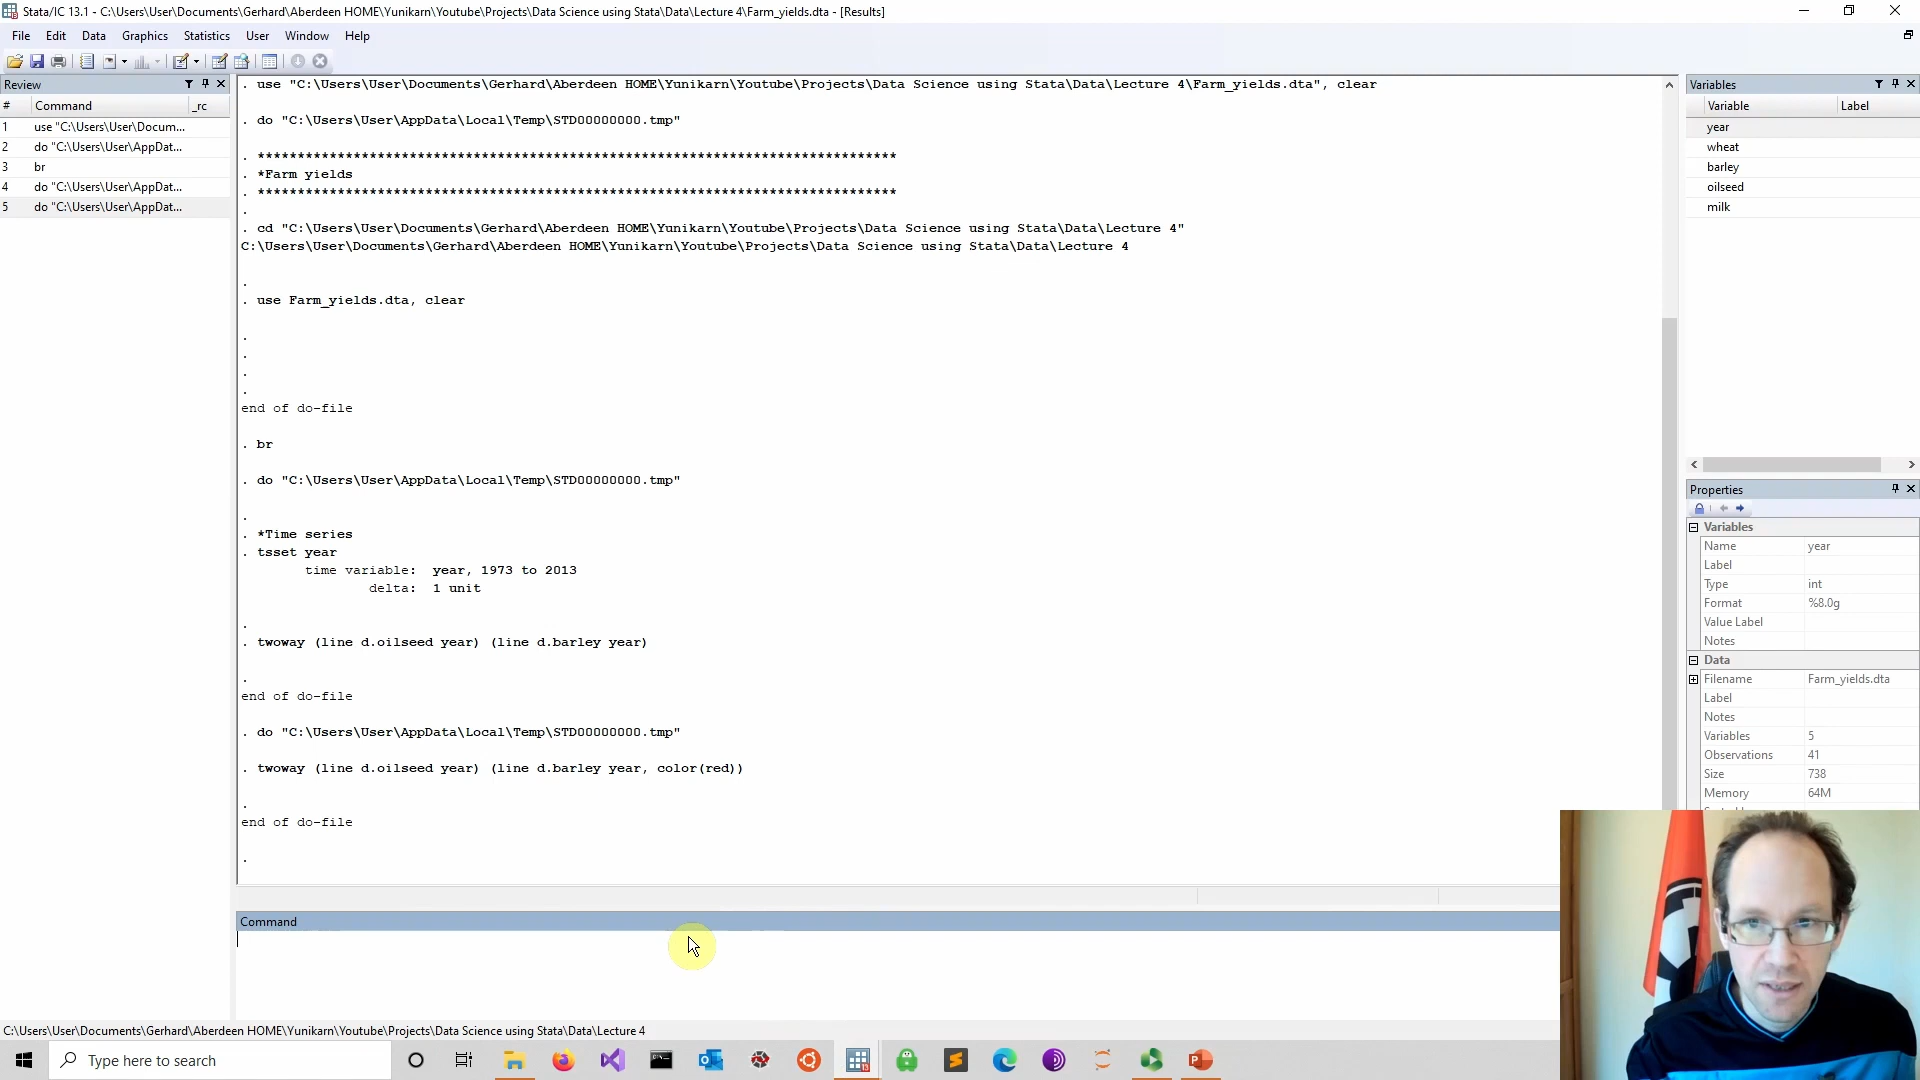 Stata/IC 13.1 - C:\Users\User\Documents\Gerhard\Aberdeen HOME\Yunikarn\Youtube\Projects\Data Science using Stata\Data\Lecture 4\Farm_yields.dta - [Results]
File Edit Data Graphics Statistics User Window Help
Review
# Command _rc
1 use "C:\Users\User\Docum...
2 do "C:\Users\User\AppDat...
3 br
4 do "C:\Users\User\AppDat...
5 do "C:\Users\User\AppDat...
. use "C:\Users\User\Documents\Gerhard\Aberdeen HOME\Yunikarn\Youtube\Projects\Data Science using Stata\Data\Lecture 4\Farm_yields.dta", clear
. do "C:\Users\User\AppData\Local\Temp\STD00000000.tmp"
. ********************************************************************************
. *Farm yields
. ********************************************************************************
.
. cd "C:\Users\User\Documents\Gerhard\Aberdeen HOME\Yunikarn\Youtube\Projects\Data Science using Stata\Data\Lecture 4"
C:\Users\User\Documents\Gerhard\Aberdeen HOME\Yunikarn\Youtube\Projects\Data Science using Stata\Data\Lecture 4
.
. use Farm_yields.dta, clear
.
.
.
.
end of do-file
. br
. do "C:\Users\User\AppData\Local\Temp\STD00000000.tmp"
.
. *Time series
. tsset year
time variable: year, 1973 to 2013
delta: 1 unit
.
. twoway (line d.oilseed year) (line d.barley year)
.
end of do-file
. do "C:\Users\User\AppData\Local\Temp\STD00000000.tmp"
. twoway (line d.oilseed year) (line d.barley year, color(red))
.
end of do-file
.
Command
Variables
Variable Label
year
wheat
barley
oilseed
milk
Properties
Variables
Name year
Label
Type int
Format %8.0g
Value Label
Notes
Data
Filename Farm_yields.dta
Label
Notes
Variables 5
Observations 41
Size 738
Memory 64M
C:\Users\User\Documents\Gerhard\Aberdeen HOME\Yunikarn\Youtube\Projects\Data Science using Stata\Data\Lecture 4
Type here to search